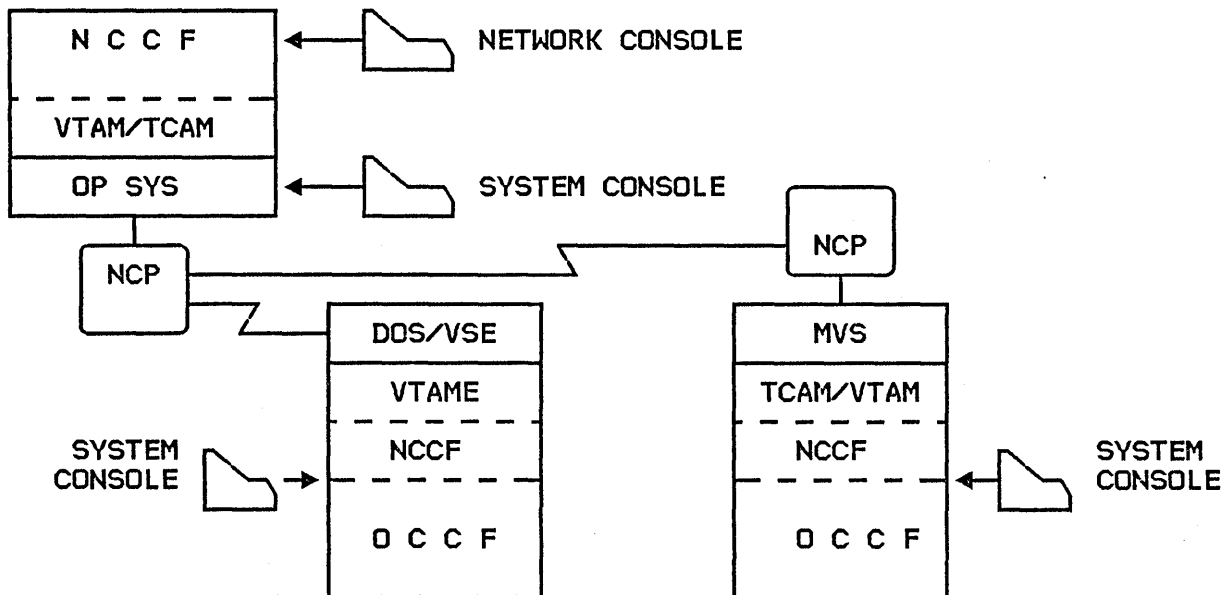 N C C F
NETWORK CONSOLE
VTAM/TCAM
OP SYS
SYSTEM CONSOLE
NCP
NCP
DOS/VSE
MVS
VTAME
TCAM/VTAM
SYSTEM
CONSOLE
NCCF
NCCF
SYSTEM
CONSOLE
O C C F
O C C F